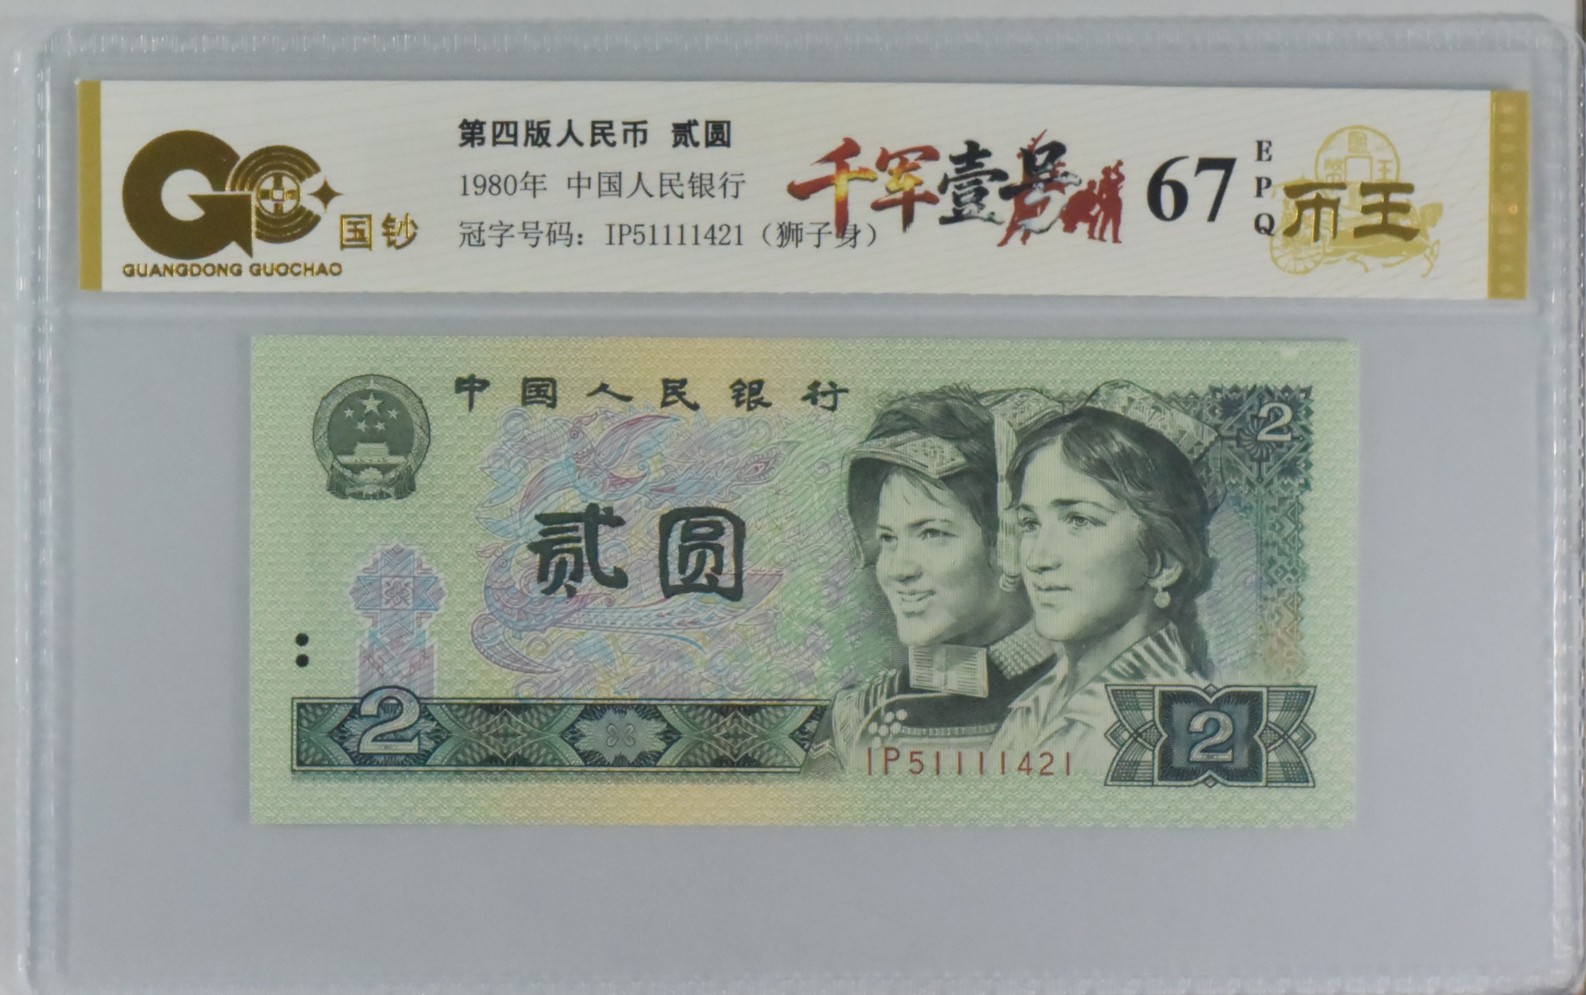 国钞
GUANGDONG GUOCHAO
第四版人民币 贰圆
1980年 中国人民银行
冠字号码：IP51111421（狮子身）
千军壹号
67
EPQ
币王
中国人民银行
2
贰圆
2
IP51111421
2